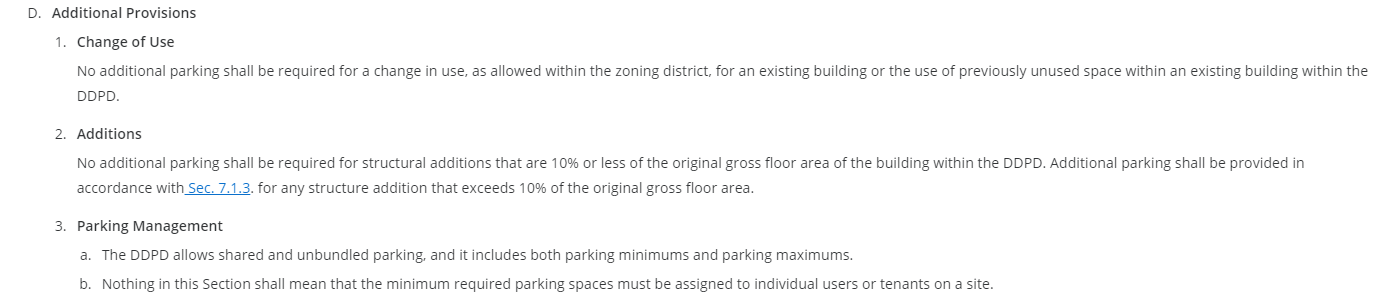 D. Additional Provisions
1. Change of Use
No additional parking shall be required for a change in use, as allowed within the zoning district, for an existing building or the use of previously unused space within an existing building within the
DDPD.
2. Additions
No additional parking shall be required for structural additions that are 10% or less of the original gross floor area of the building within the DDPD. Additional parking shall be provided in
accordance with Sec. 7.1.3. for any structure addition that exceeds 10% of the original gross floor area.
3. Parking Management
a. The DDPD allows shared and unbundled parking, and it includes both parking minimums and parking maximums.
b. Nothing in this Section shall mean that the minimum required parking spaces must be assigned to individual users or tenants on a site.